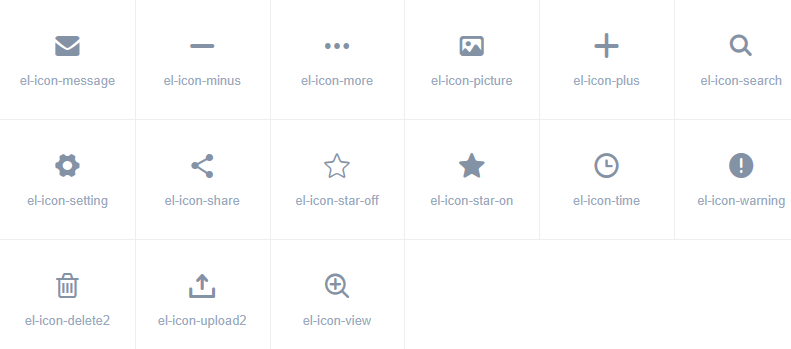 el-icon-message
el-icon-minus
el-icon-more
el-icon-picture
el-icon-plus
el-icon-search
el-icon-setting
el-icon-share
el-icon-star-off
el-icon-star-on
el-icon-time
el-icon-warning
el-icon-delete2
el-icon-upload2
el-icon-view